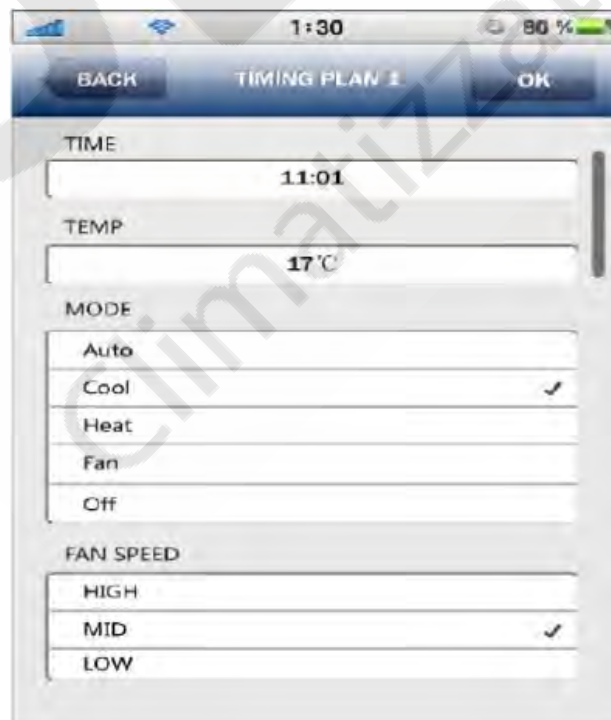 1:30 80 %
BACK TIMING PLAN 1 OK
TIME
11:01
TEMP
17℃
MODE
Auto
Cool
Heat
Fan
Off
FAN SPEED
HIGH
MID
LOW